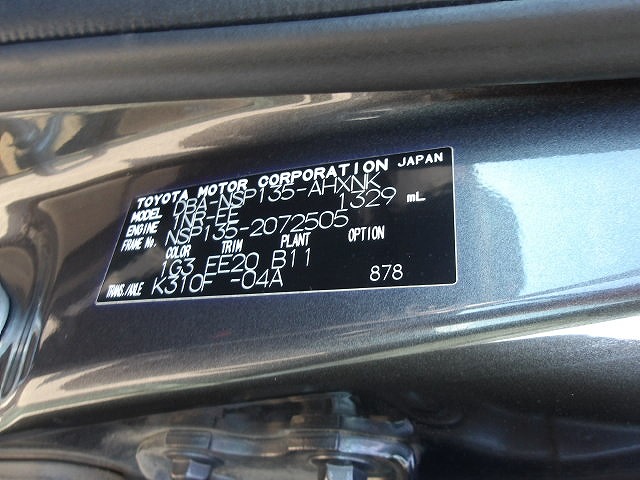 TOYOTA MOTOR CORPORATION JAPAN
MODEL DBA-NSP135-AHXNK
ENGINE 1NR-FE 1329 mL
FRAME No. NSP135-2072505
COLOR TRIM PLANT OPTION
1G3 EE20 B11
TRANS./AXLE K310F -04A 878